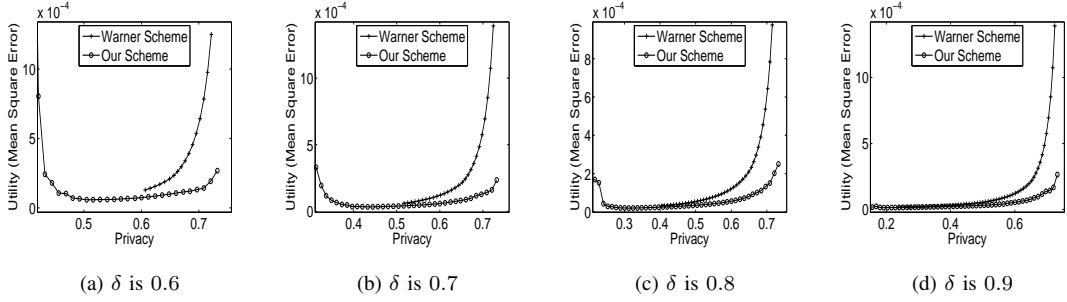 x 10⁻⁴
Utility (Mean Square Error)
10
5
0
Warner Scheme
Our Scheme
0.5 0.6 0.7
Privacy
(a) δ is 0.6
x 10⁻⁴
Utility (Mean Square Error)
10
5
0
Warner Scheme
Our Scheme
0.4 0.5 0.6 0.7
Privacy
(b) δ is 0.7
x 10⁻⁴
Utility (Mean Square Error)
8
6
4
2
0
Warner Scheme
Our Scheme
0.2 0.3 0.4 0.5 0.6 0.7
Privacy
(c) δ is 0.8
x 10⁻⁴
Utility (Mean Square Error)
10
5
0
Warner Scheme
Our Scheme
0.2 0.4 0.6
Privacy
(d) δ is 0.9